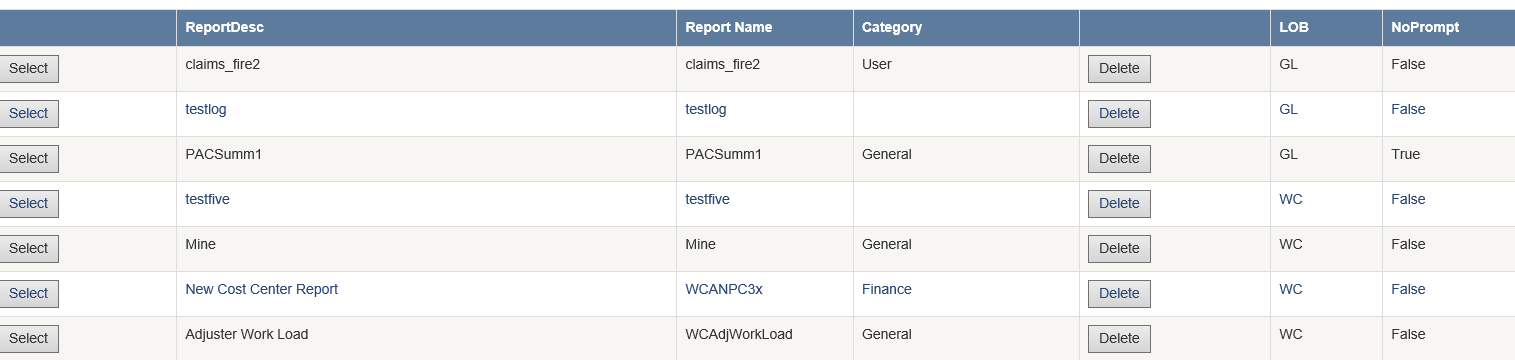 ReportDesc Report Name Category LOB NoPrompt
Select claims_fire2 claims_fire2 User Delete GL False
Select testlog testlog Delete GL False
Select PACSumm1 PACSumm1 General Delete GL True
Select testfive testfive Delete WC False
Select Mine Mine General Delete WC False
Select New Cost Center Report WCANPC3x Finance Delete WC False
Select Adjuster Work Load WCAdjWorkLoad General Delete WC False